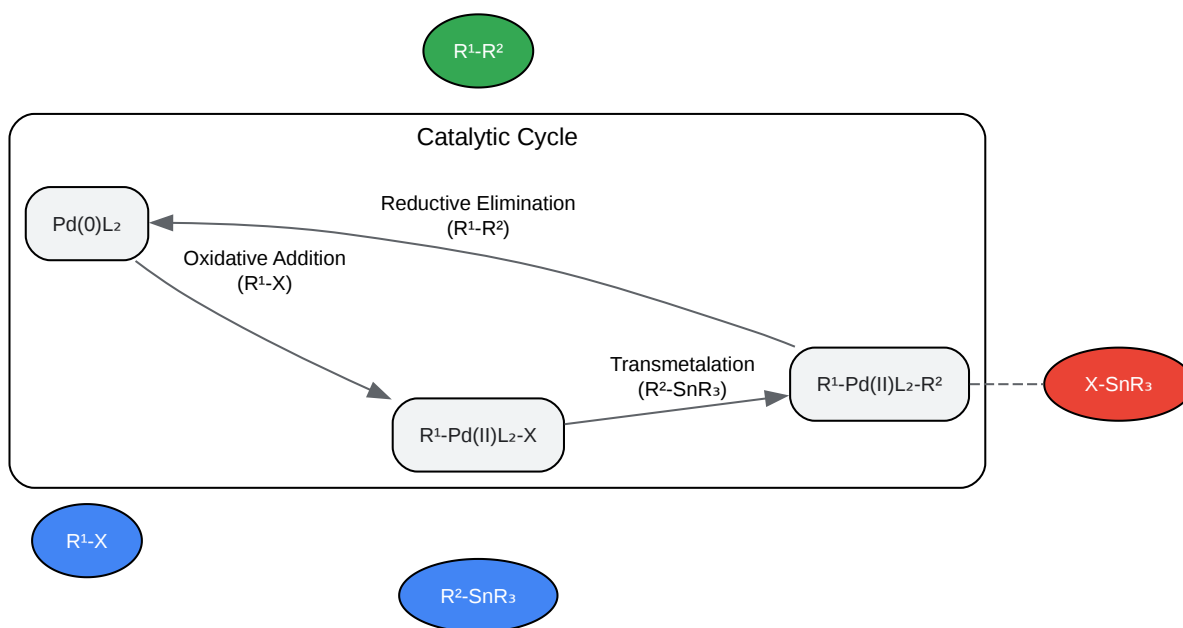 R¹-R²
Catalytic Cycle
Reductive Elimination
(R¹-R²)
Pd(0)L₂
Oxidative Addition
(R¹-X)
Transmetalation
(R²-SnR₃)
R¹-Pd(II)L₂-R²
X-SnR₃
R¹-Pd(II)L₂-X
R¹-X
R²-SnR₃